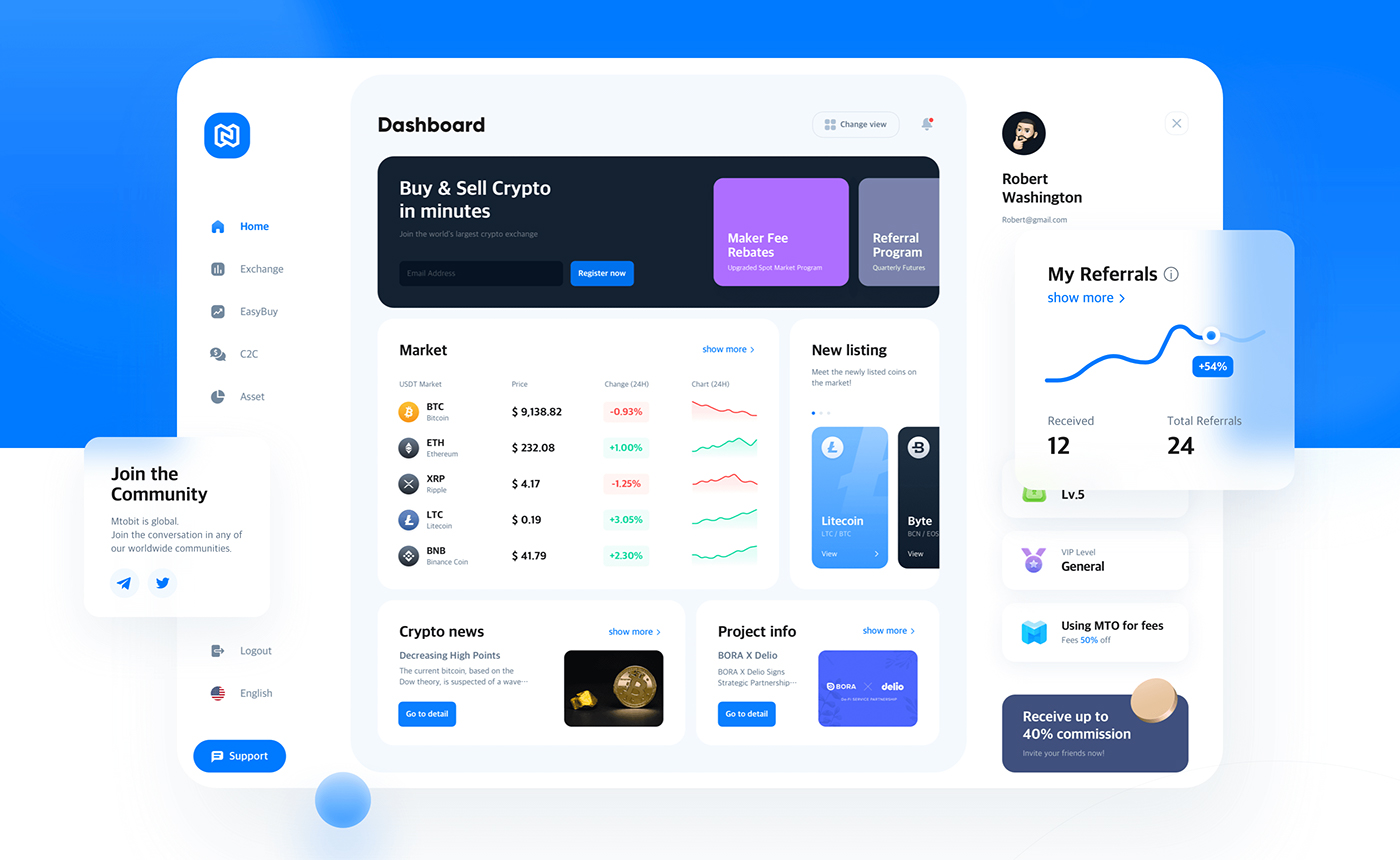 Dashboard
Change view
Home
Exchange
EasyBuy
C2C
Asset
Join the
Community
Mtobit is global.
Join the conversation in any of
our worldwide communities.
Logout
English
Support
Buy & Sell Crypto
in minutes
Join the world's largest crypto exchange
Email Address
Register now
Maker Fee
Rebates
Upgraded Spot Market Program
Referral
Program
Quarterly Futures
Market
show more
USDT Market Price Change (24H) Chart (24H)
BTC
Bitcoin
$ 9,138.82
-0.93%
ETH
Ethereum
$ 232.08
+1.00%
XRP
Ripple
$ 4.17
-1.25%
LTC
Litecoin
$ 0.19
+3.05%
BNB
Binance Coin
$ 41.79
+2.30%
New listing
Meet the newly listed coins on
the market!
Litecoin
LTC / BTC
View
Byte
BCN / EOS
View
Crypto news
show more
Decreasing High Points
The current bitcoin, based on the
Dow theory, is suspected of a wave⋯
Go to detail
Project info
show more
BORA X Delio
BORA X Delio Signs
Strategic Partnership⋯
Go to detail
BORA X delio
DE-FI SERVICE PARTNERSHIP
Robert
Washington
Robert@gmail.com
My Referrals
show more
+54%
Received
12
Total Referrals
24
Lv.5
VIP Level
General
Using MTO for fees
Fees 50% off
Receive up to
40% commission
Invite your friends now!